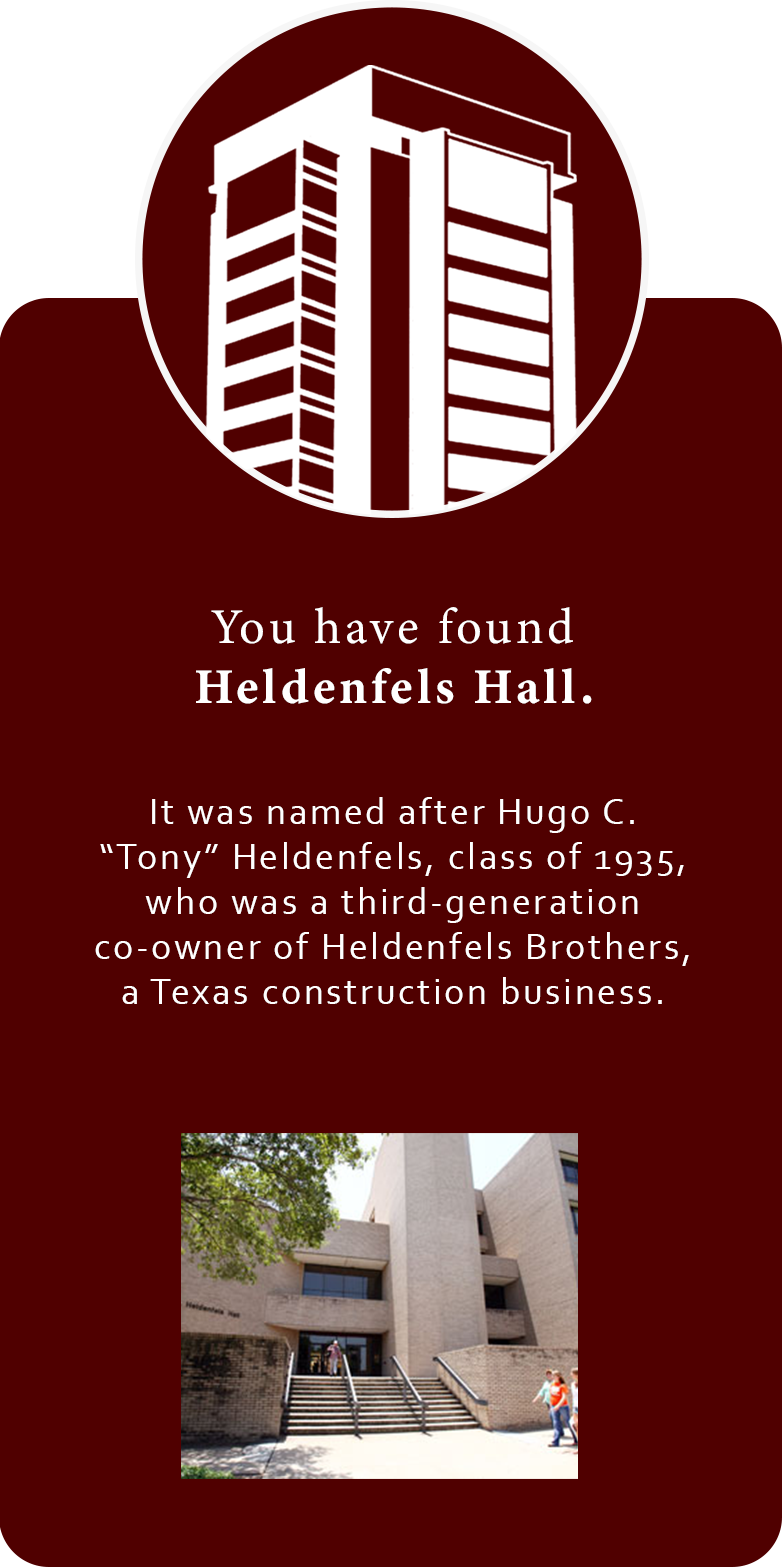 You have found
Heldenfels Hall.
It was named after Hugo C.
“Tony” Heldenfels, class of 1935,
who was a third-generation
co-owner of Heldenfels Brothers,
a Texas construction business.
Heldenfels Hall